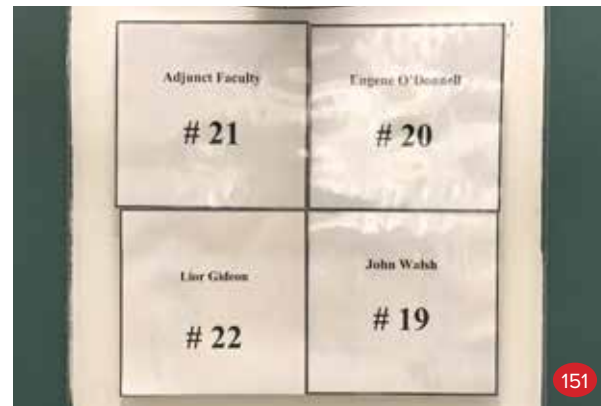 Adjunct Faculty
# 21
Eugene O'Donnell
# 20
Lior Gideon
# 22
John Walsh
# 19
151